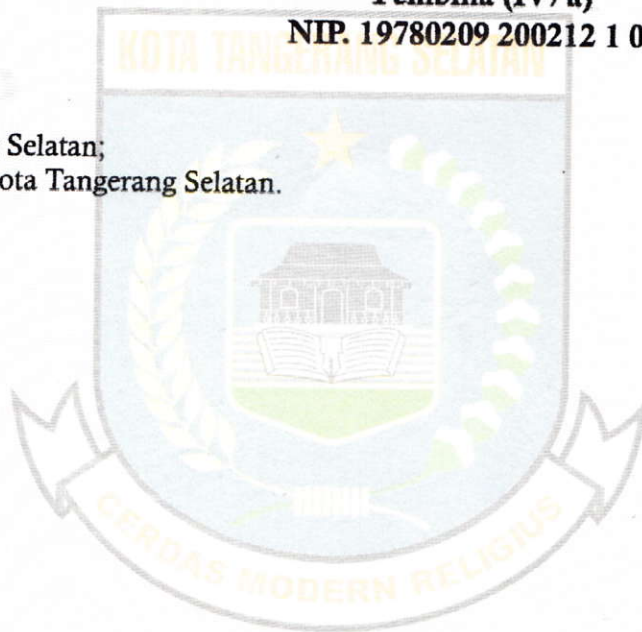 NIP. 19780209 200212 1 0
KOTA TANGERANG SELATAN
Selatan;
ota Tangerang Selatan.
CERDAS MODERN RELIGIUS